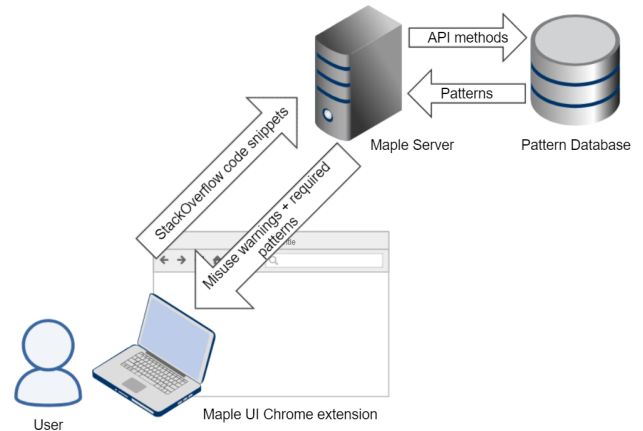 API methods
Patterns
Maple Server
Pattern Database
StackOverflow code snippets
Misuse warnings + required
patterns
Maple UI Chrome extension
User